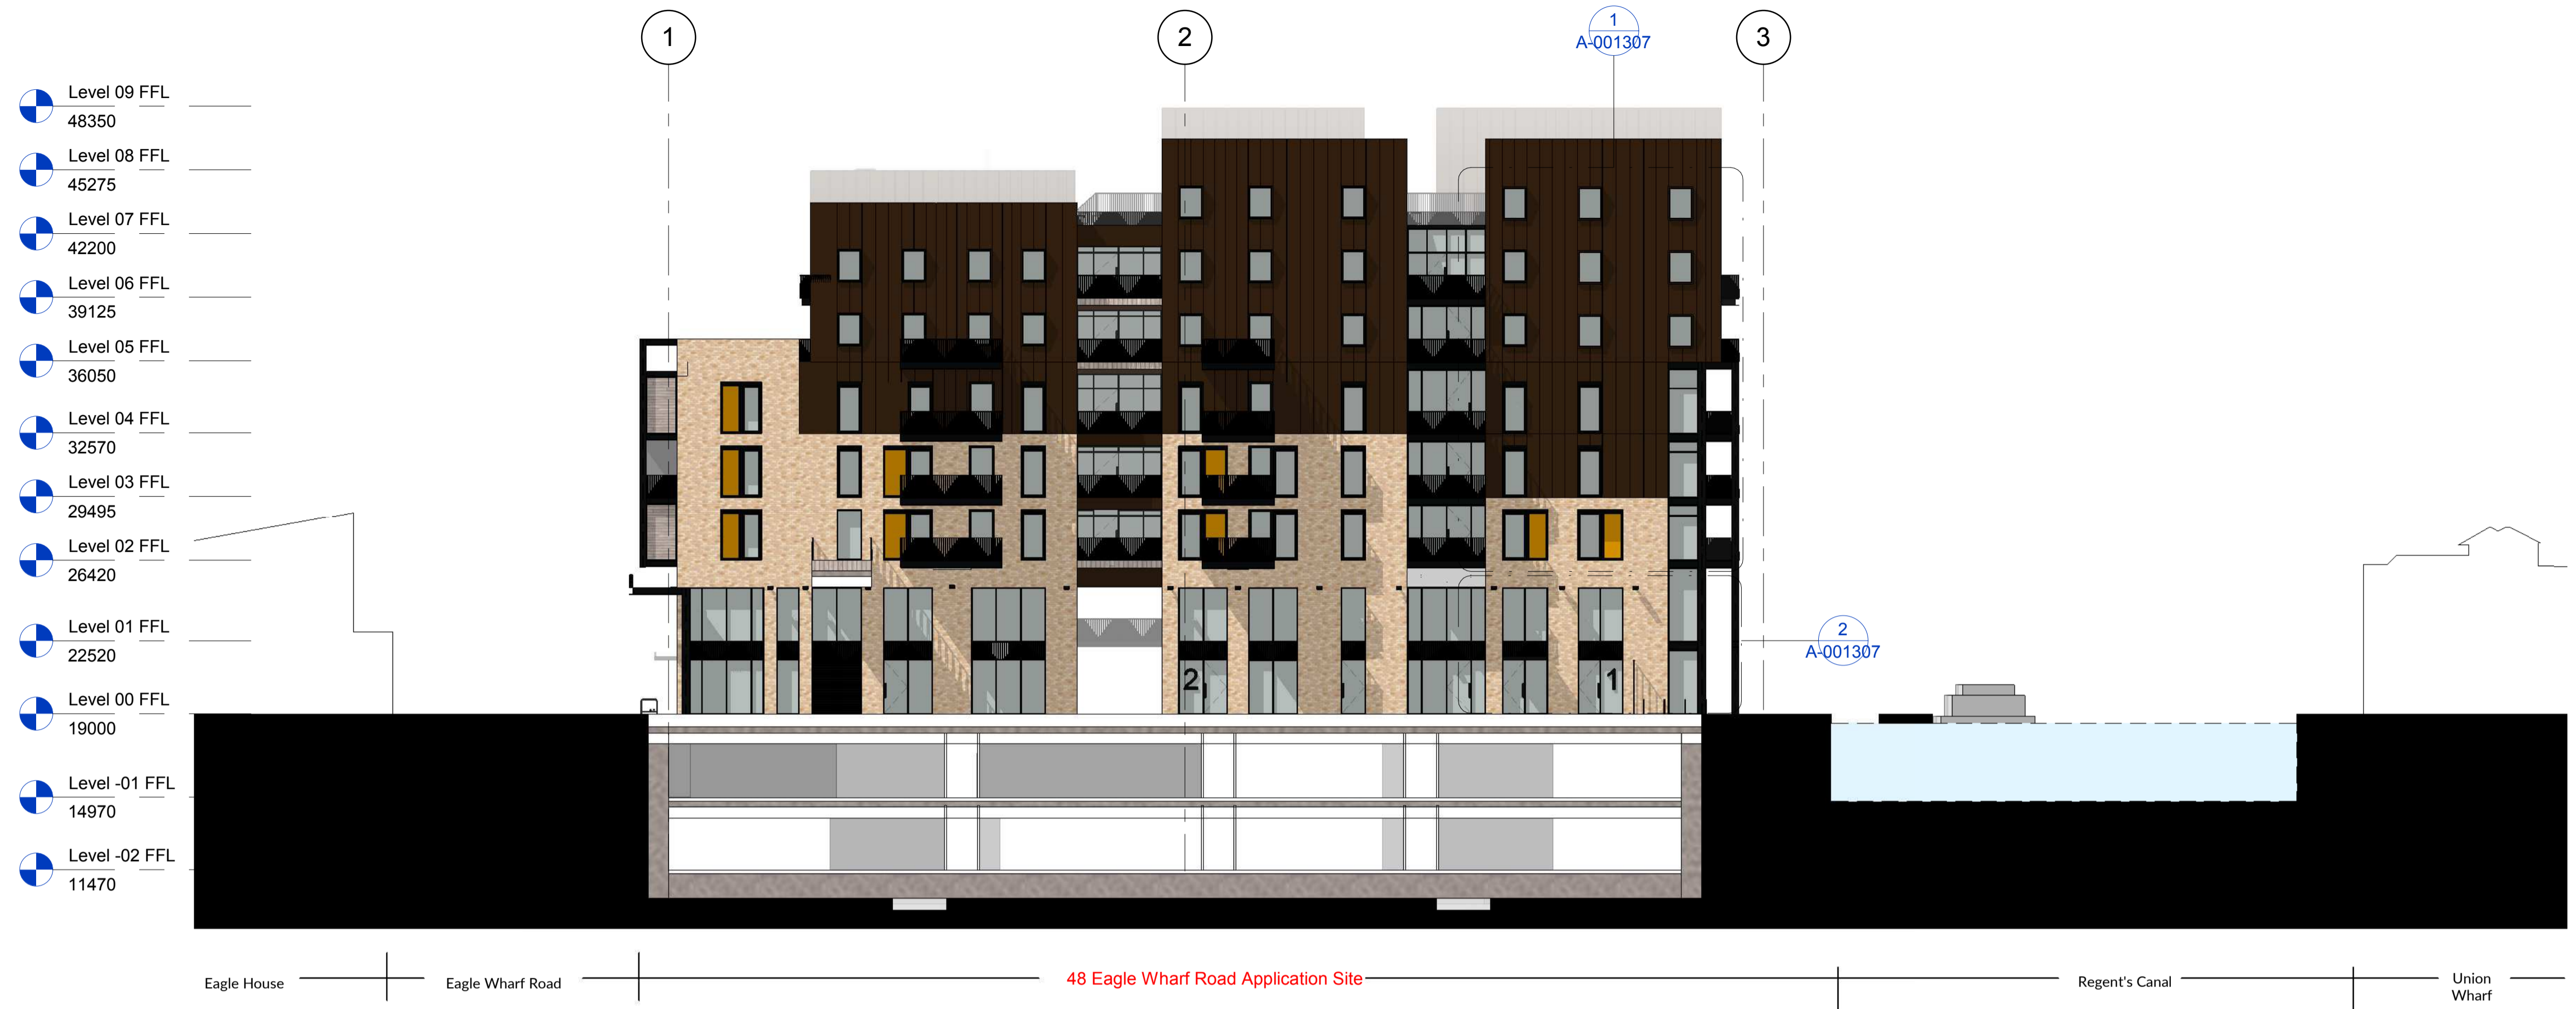 1
2
1
A-001307
3
Level 09 FFL
48350
Level 08 FFL
45275
Level 07 FFL
42200
Level 06 FFL
39125
Level 05 FFL
36050
Level 04 FFL
32570
Level 03 FFL
29495
Level 02 FFL
26420
Level 01 FFL
22520
2
A-001307
2
1
Level 00 FFL
19000
Level -01 FFL
14970
Level -02 FFL
11470
Eagle House
Eagle Wharf Road
48 Eagle Wharf Road Application Site
Regent's Canal
Union
Wharf